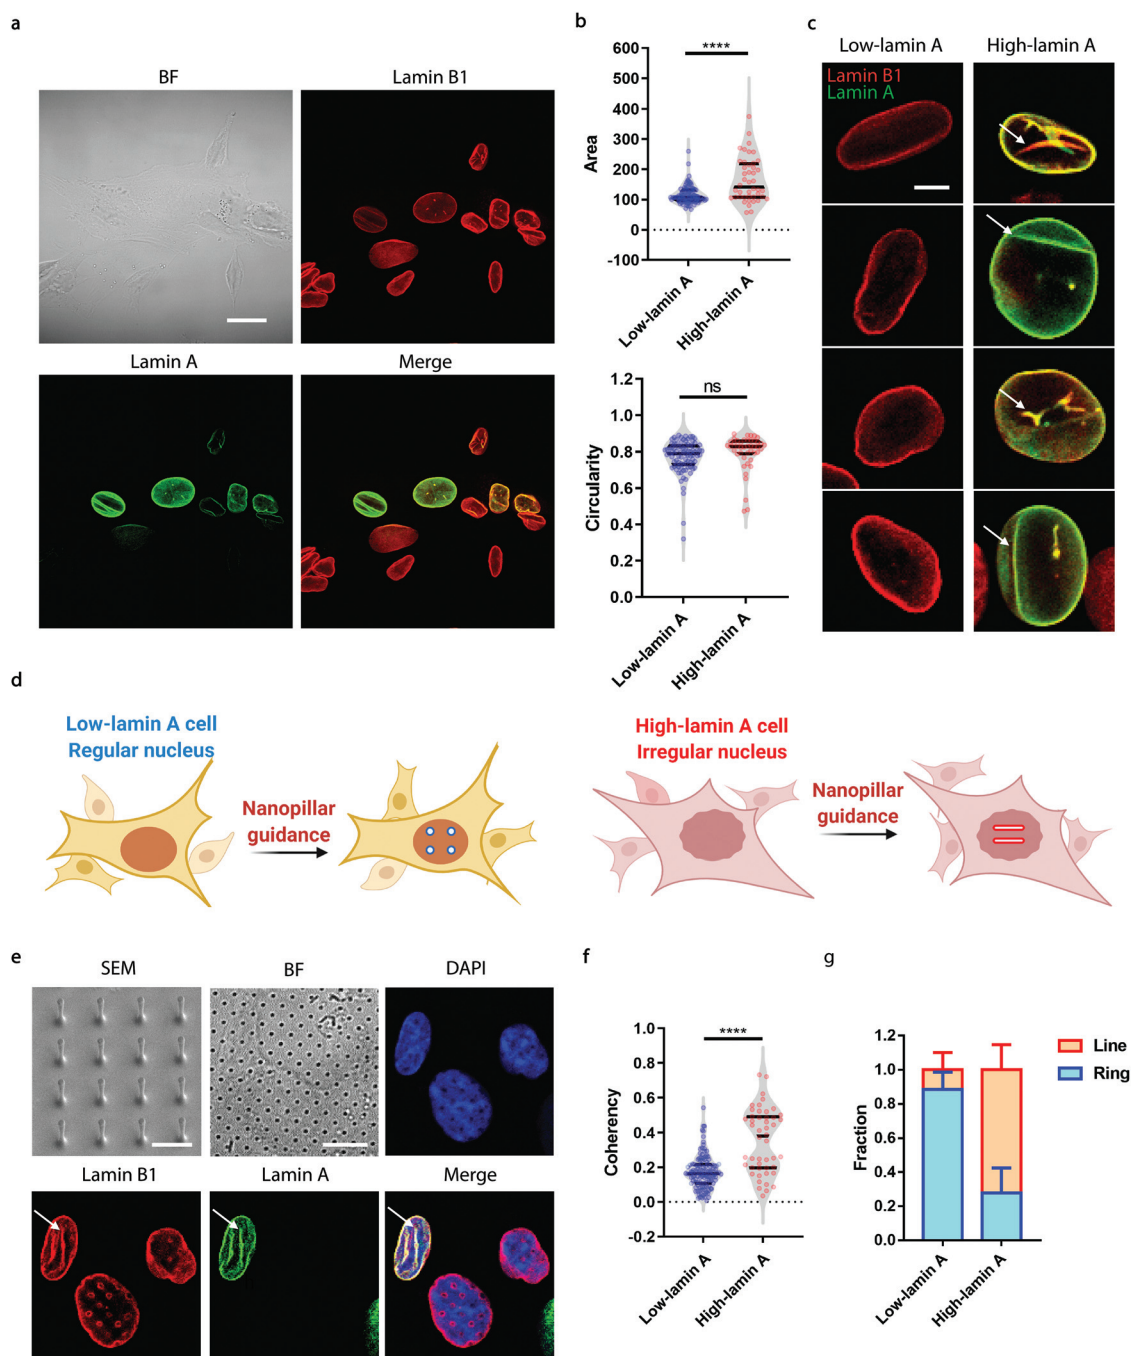 a
BF
Lamin B1
Lamin A
Merge
b
600
500
400
300
200
100
0
-100
Area
****
Low-lamin A
High-lamin A
1.2
1.0
0.8
0.6
0.4
0.2
0.0
Circularity
ns
Low-lamin A
High-lamin A
c
Low-lamin A
High-lamin A
Lamin B1
Lamin A
d
Low-lamin A cell
Regular nucleus
Nanopillar
guidance
High-lamin A cell
Irregular nucleus
Nanopillar
guidance
e
SEM
BF
DAPI
Lamin B1
Lamin A
Merge
f
1.0
0.8
0.6
0.4
0.2
0.0
-0.2
Coherency
****
Low-lamin A
High-lamin A
g
1.2
1.0
0.8
0.6
0.4
0.2
0.0
Fraction
Low-lamin A
High-lamin A
Line
Ring